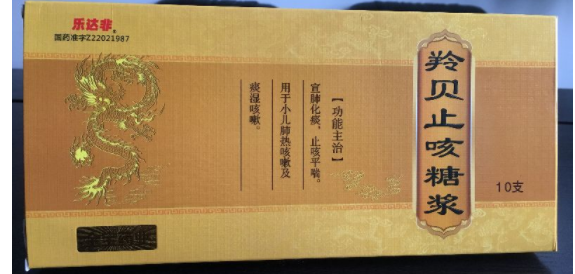 乐达非
国药准字Z22021987
羚贝止咳糖浆
10支
【功能主治】
宣肺化痰，止咳平喘。
用于小儿肺热咳嗽及
痰湿咳嗽。